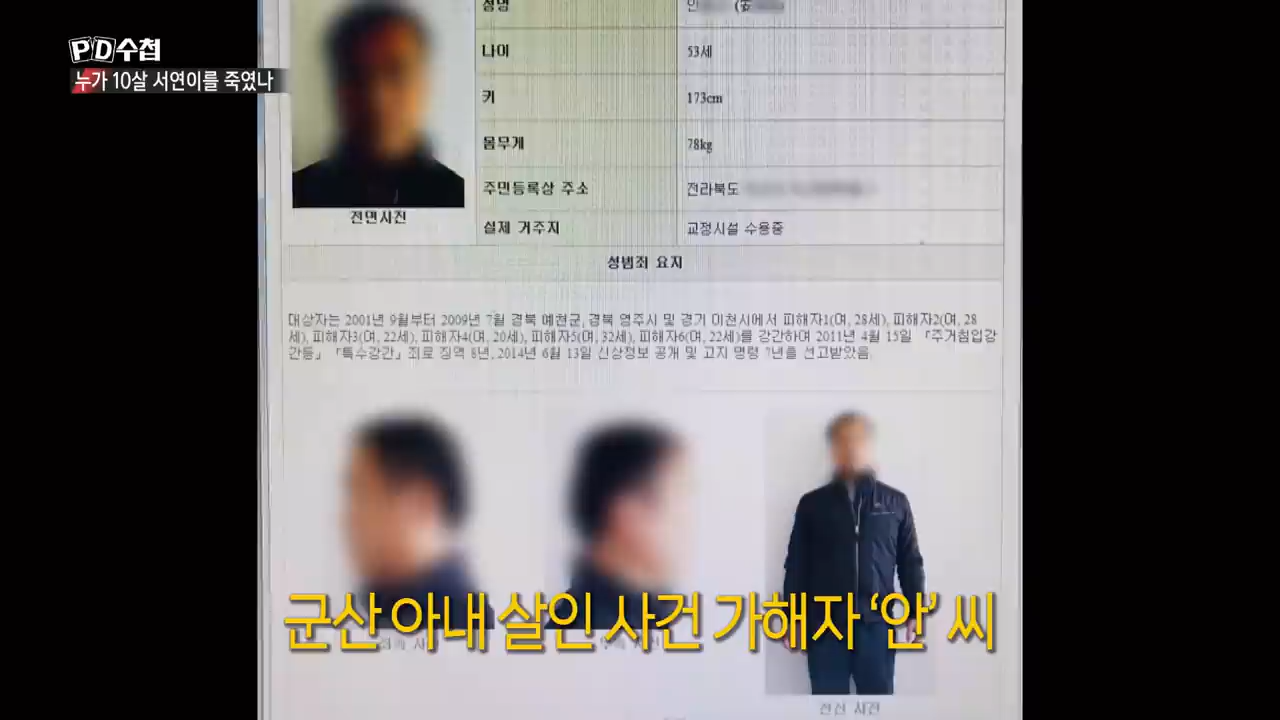 PD수첩
누가 10살 서연이를 죽였나
성명 안
나이 53세
키 173cm
몸무게 78kg
주민등록상 주소 전라북도
전면사진
실제 거주지 교정시설 수용중
성범죄 요지
대상자는 2001년 9월부터 2009년 7월 경북 예천군, 경북 영주시 및 경기 이천시에서 피해자1(여, 28세), 피해자2(여, 28
세), 피해자3(여, 22세), 피해자4(여, 20세), 피해자5(여, 32세), 피해자6(여, 22세)를 강간하여 2011년 4월 15일 「주거침입강
간등」 「특수강간」죄로 징역 8년, 2014년 6월 13일 신상정보 공개 및 고지 명령 7년을 선고받았음.
군산 아내 살인 사건 가해자 ‘안’ 씨
전신 사진